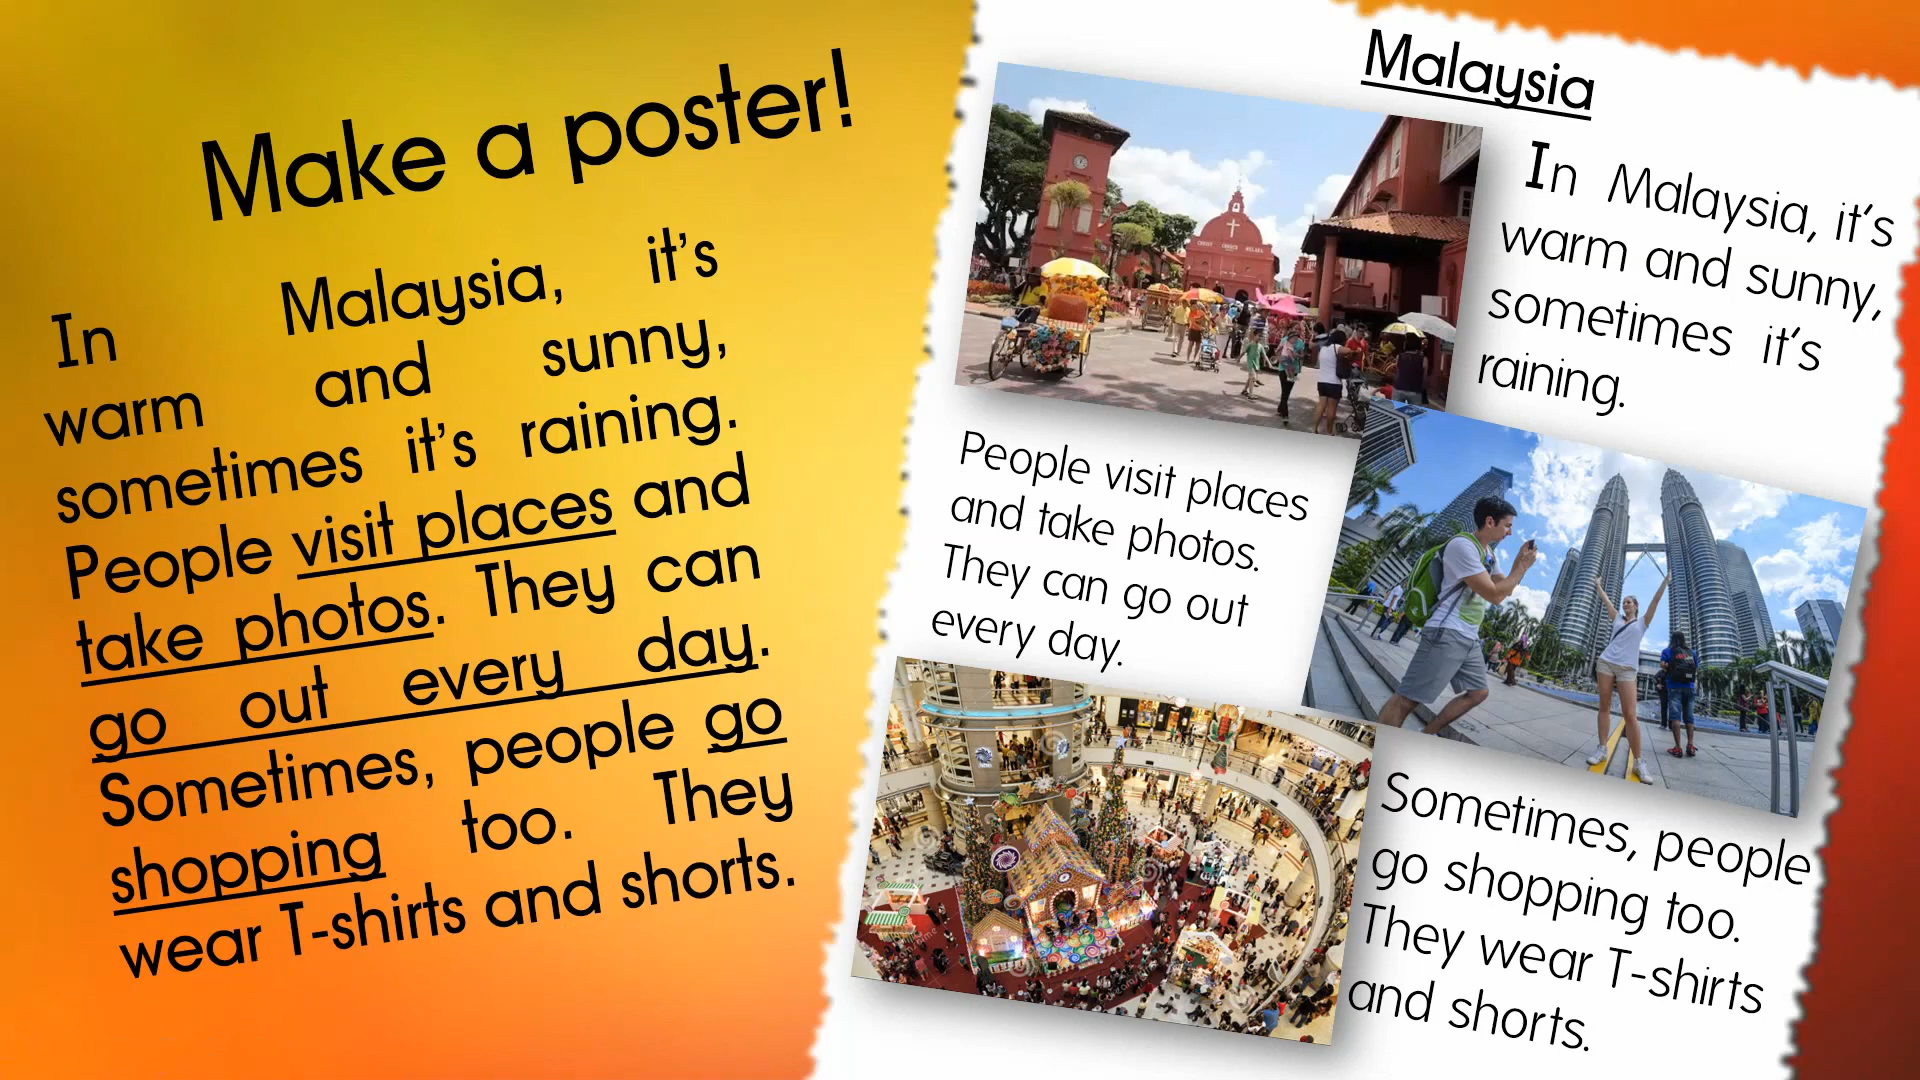 Make a poster!
In Malaysia, it's
warm and sunny,
sometimes it's raining.
People visit places and
take photos. They can
go out every day.
Sometimes, people go
shopping too. They
wear T-shirts and shorts.
Malaysia
In Malaysia, it's
warm and sunny,
sometimes it's
raining.
CHRIST CHURCH MELAKA
People visit places
and take photos.
They can go out
every day.
Sometimes, people
go shopping too.
They wear T-shirts
and shorts.